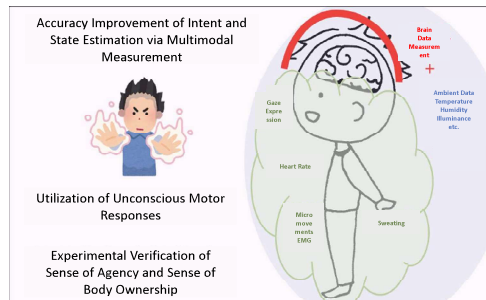 Accuracy Improvement of Intent and
State Estimation via Multimodal
Measurement
Utilization of Unconscious Motor
Responses
Experimental Verification of
Sense of Agency and Sense of
Body Ownership
Brain
Data
Measurem
ent
+
Ambient Data
Temperature
Humidity
Illuminance
etc.
Gaze
Expre
ssion
Heart Rate
Micro
move
ments
EMG
Sweating